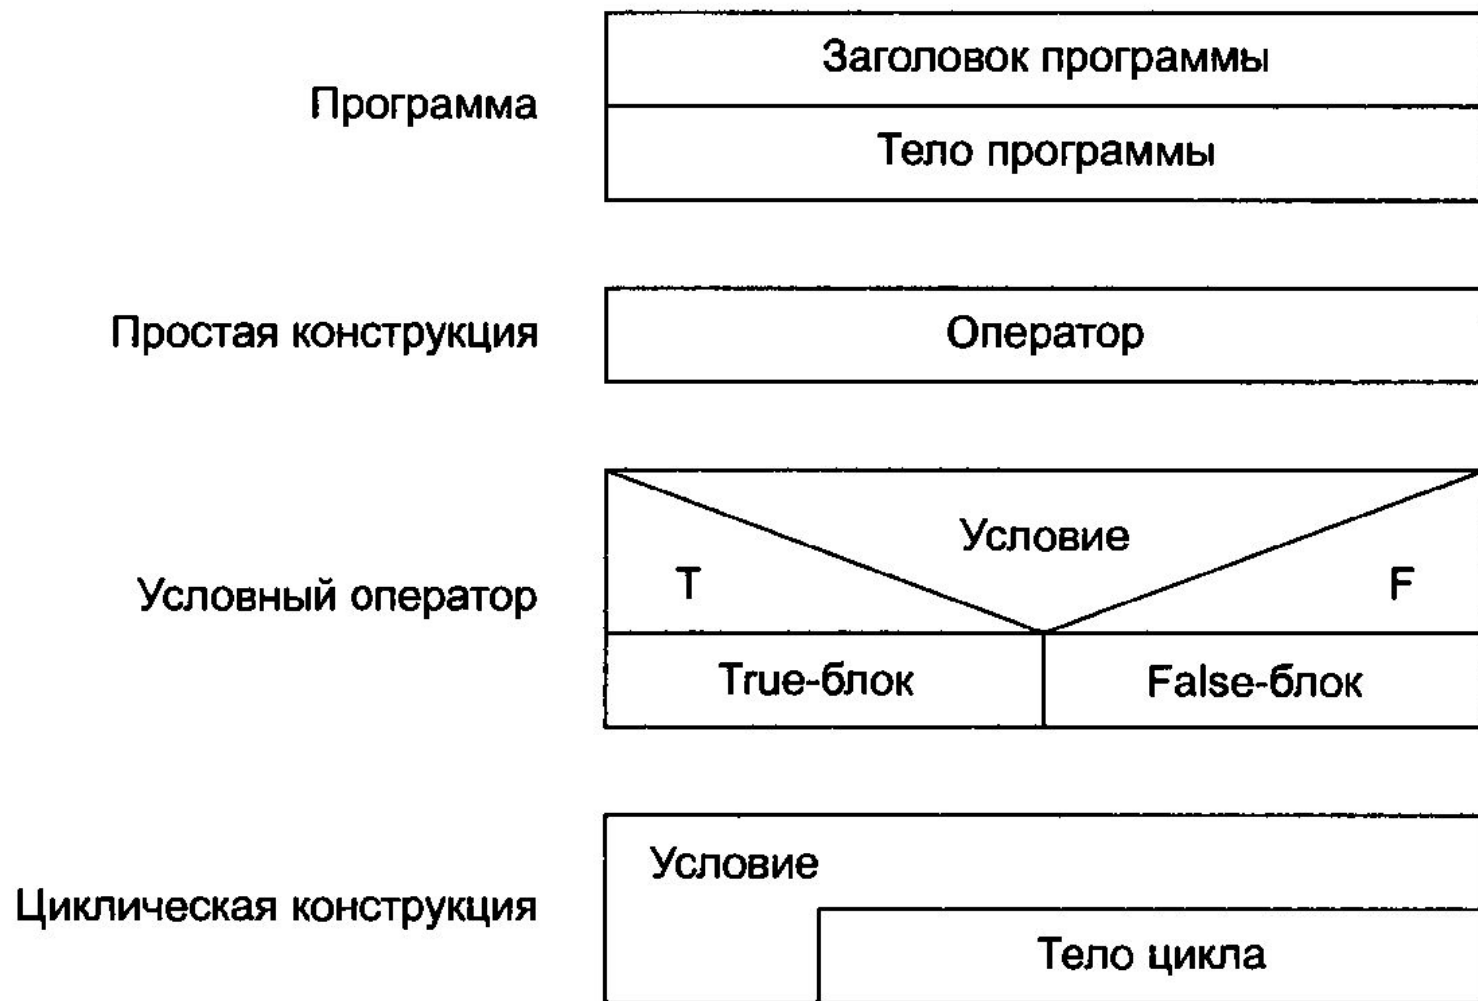 Программа
Заголовок программы
Тело программы
Простая конструкция
Оператор
Условный оператор
Условие
T
F
True-блок
False-блок
Циклическая конструкция
Условие
Тело цикла